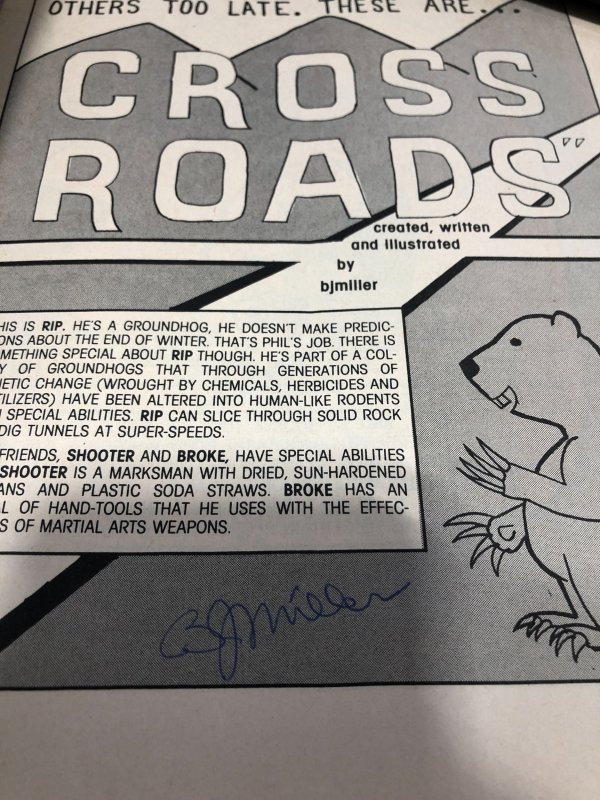 OTHERS TOO LATE. THESE ARE...
CROSS
ROADS"
created, written
and illustrated
by
bjmiller
HIS IS RIP. HE'S A GROUNDHOG, HE DOESN'T MAKE PREDIC-
ONS ABOUT THE END OF WINTER. THAT'S PHIL'S JOB. THERE IS
OMETHING SPECIAL ABOUT RIP THOUGH. HE'S PART OF A COL-
Y OF GROUNDHOGS THAT THROUGH GENERATIONS OF
NETIC CHANGE (WROUGHT BY CHEMICALS, HERBICIDES AND
TILIZERS) HAVE BEEN ALTERED INTO HUMAN-LIKE RODENTS
SPECIAL ABILITIES. RIP CAN SLICE THROUGH SOLID ROCK
DIG TUNNELS AT SUPER-SPEEDS.
FRIENDS, SHOOTER AND BROKE, HAVE SPECIAL ABILITIES
SHOOTER IS A MARKSMAN WITH DRIED, SUN-HARDENED
ANS AND PLASTIC SODA STRAWS. BROKE HAS AN
L OF HAND-TOOLS THAT HE USES WITH THE EFFEC-
S OF MARTIAL ARTS WEAPONS.
BJMiller